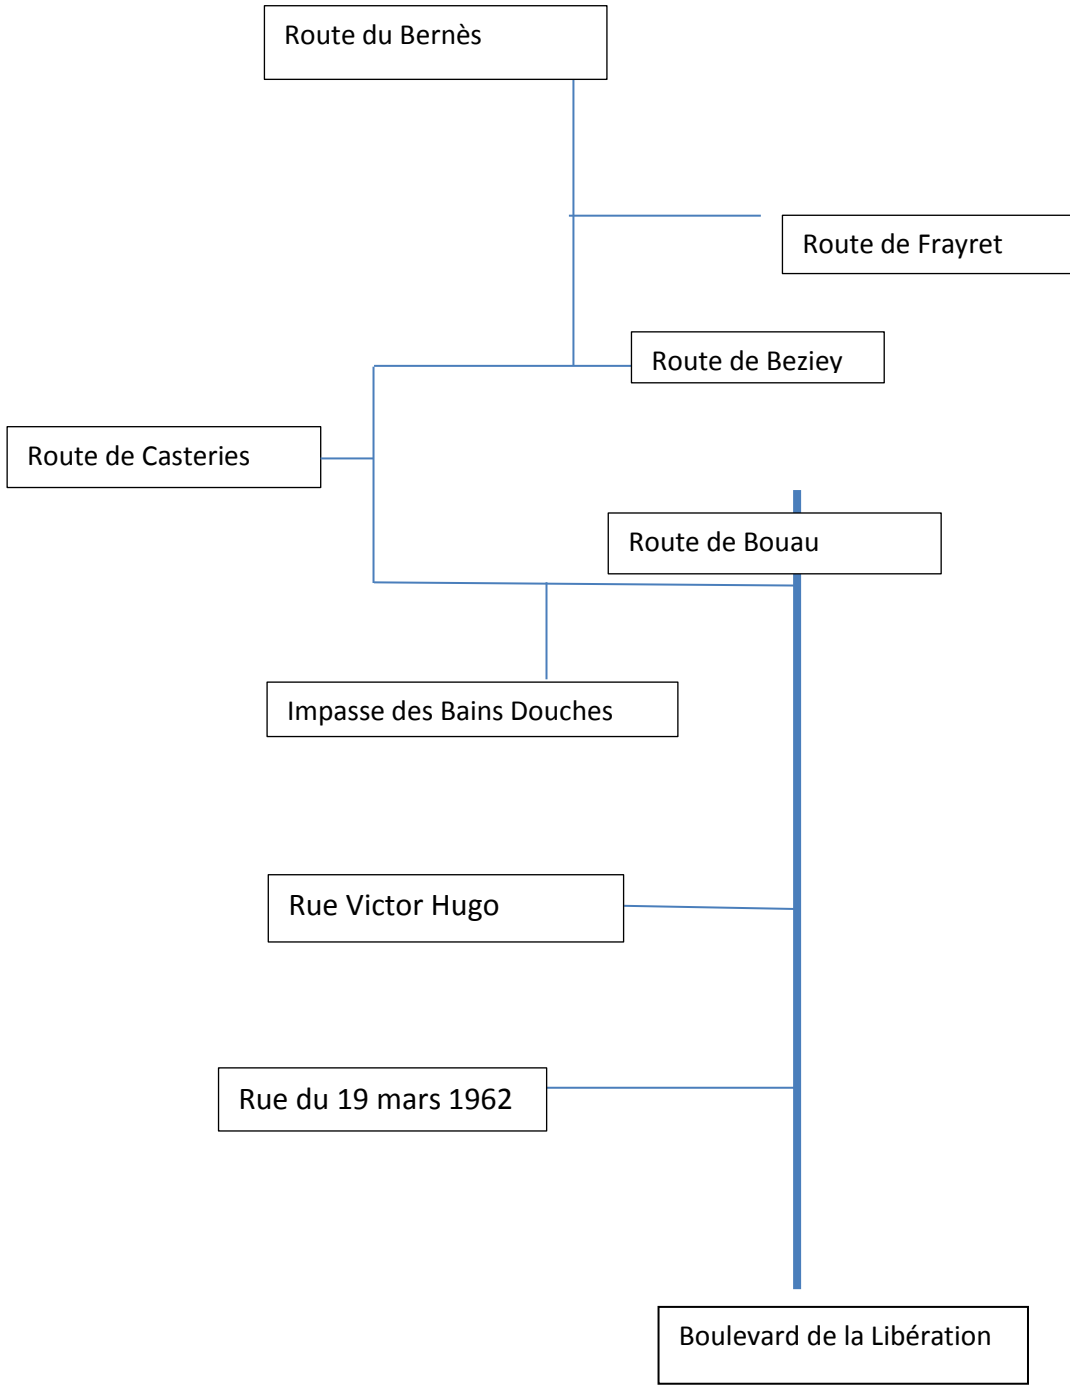 Route du Bernès
Route de Frayret
Route de Beziey
Route de Casteries
Route de Bouau
Impasse des Bains Douches
Rue Victor Hugo
Rue du 19 mars 1962
Boulevard de la Libération